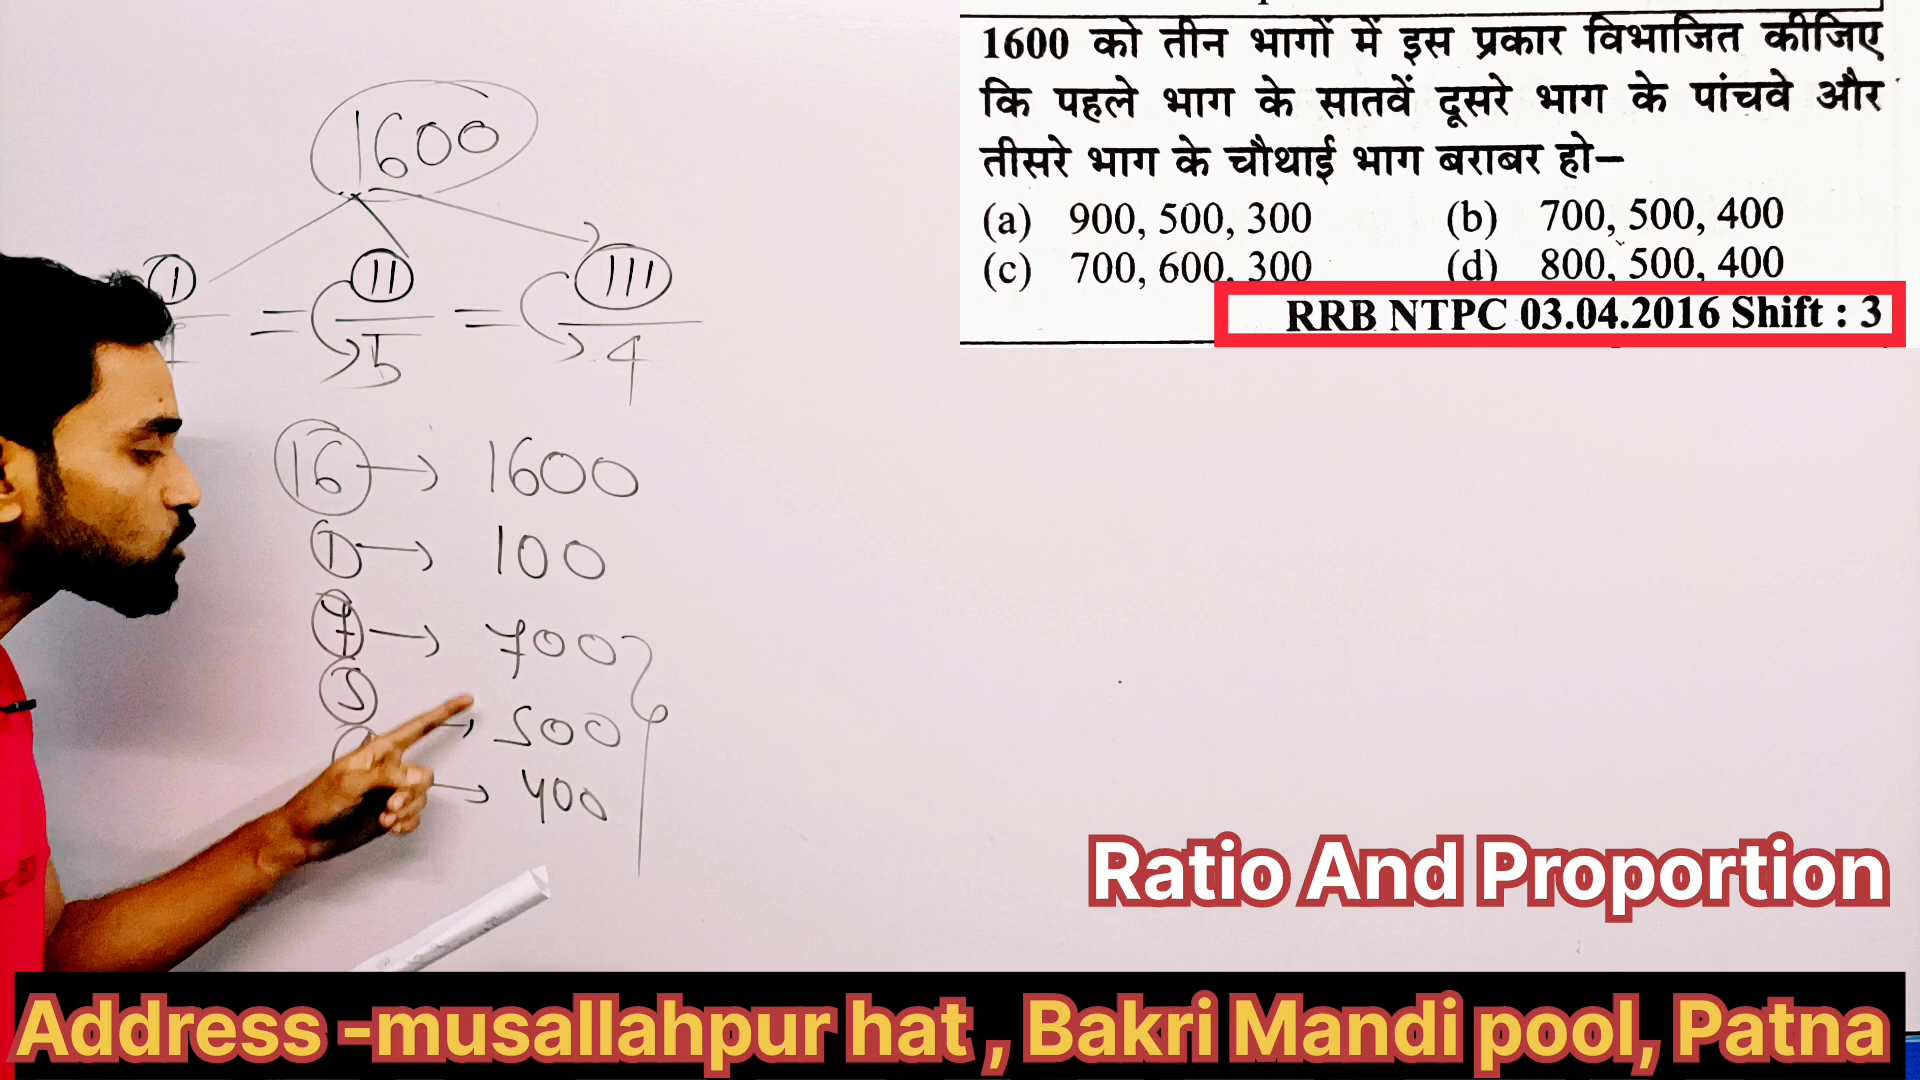 1600 को तीन भागों में इस प्रकार विभाजित कीजिए
कि पहले भाग के सातवें दूसरे भाग के पांचवे और
तीसरे भाग के चौथाई भाग बराबर हो–
(a) 900, 500, 300 (b) 700, 500, 400
(c) 700, 600, 300 (d) 800, 500, 400
RRB NTPC 03.04.2016 Shift : 3
1600
I = II = III
5 4
16 → 1600
1 → 100
7 → 700
5 → 500
→ 400
Ratio And Proportion
Address -musallahpur hat , Bakri Mandi pool, Patna